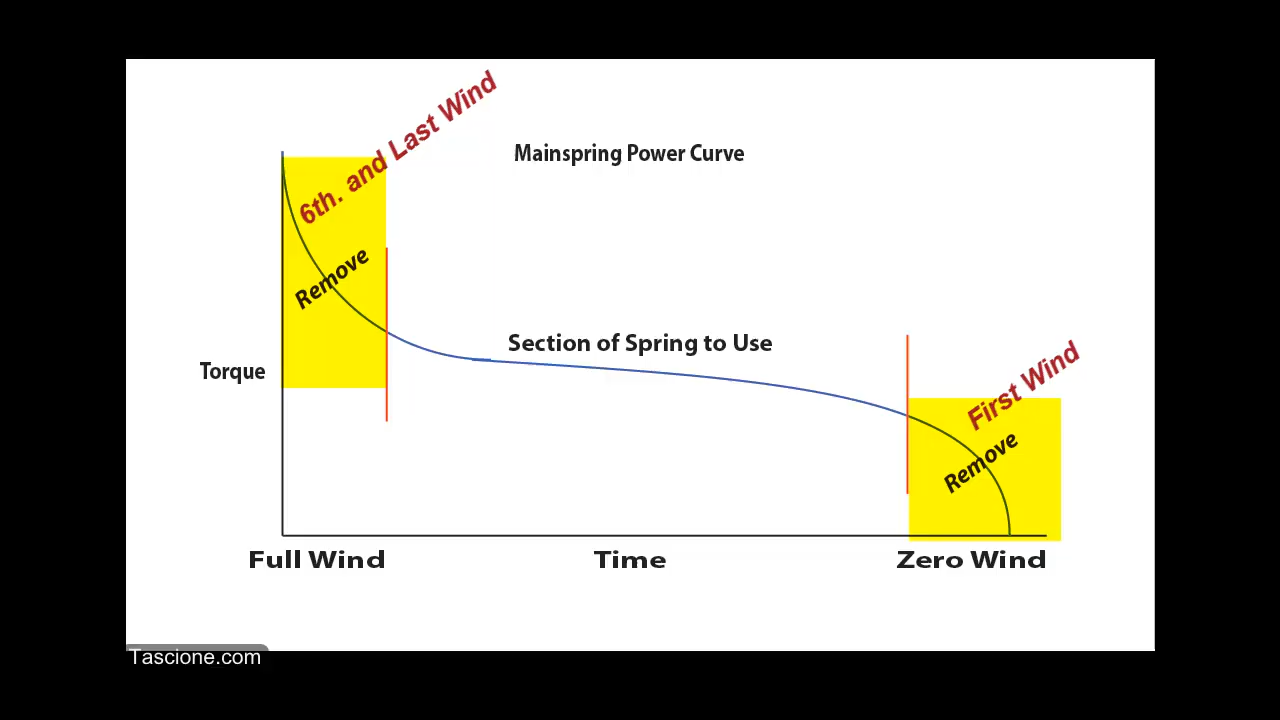 6th. and Last Wind
Mainspring Power Curve
Remove
Section of Spring to Use
Torque
First Wind
Remove
Full Wind
Time
Zero Wind
Tascione.com